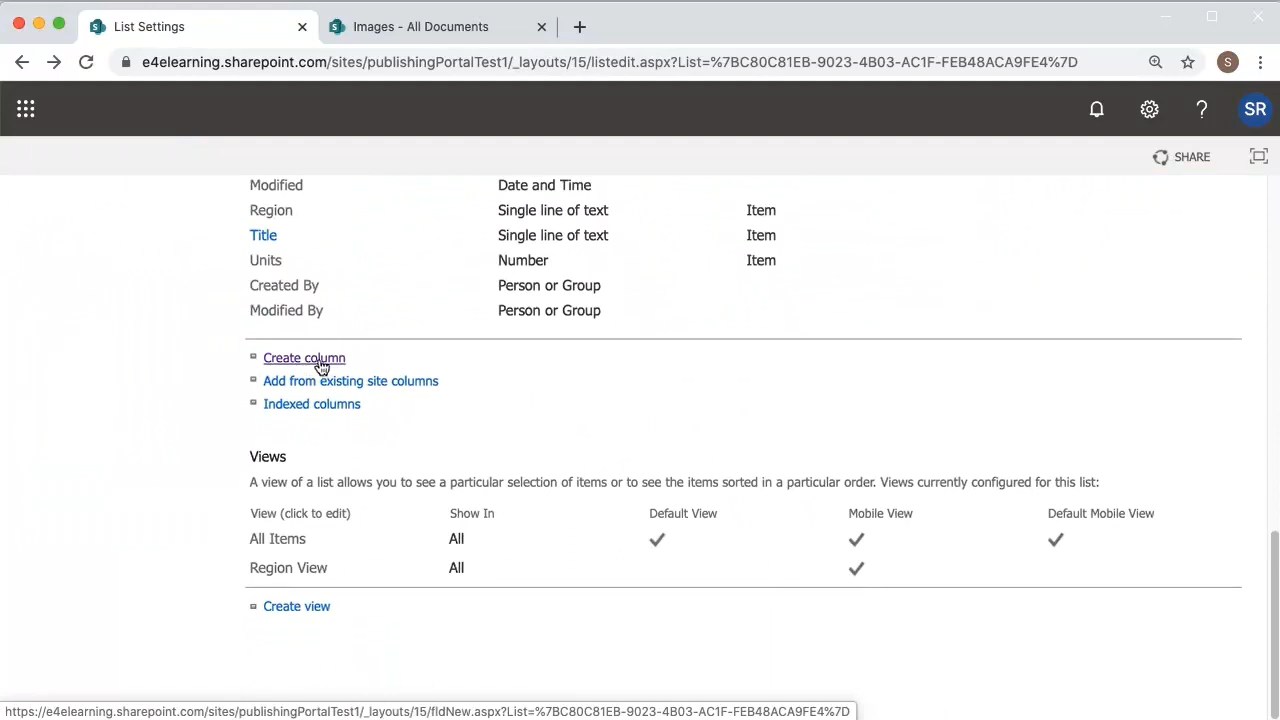 List Settings
Images - All Documents
e4elearning.sharepoint.com/sites/publishingPortalTest1/_layouts/15/listedit.aspx?List=%7BC80C81EB-9023-4B03-AC1F-FEB48ACA9FE4%7D
S
SR
SHARE
Modified Date and Time
Region Single line of text Item
Title Single line of text Item
Units Number Item
Created By Person or Group
Modified By Person or Group
Create column
Add from existing site columns
Indexed columns
Views
A view of a list allows you to see a particular selection of items or to see the items sorted in a particular order. Views currently configured for this list:
View (click to edit) Show In Default View Mobile View Default Mobile View
All Items All
Region View All
Create view
https://e4elearning.sharepoint.com/sites/publishingPortalTest1/_layouts/15/fldNew.aspx?List=%7BC80C81EB-9023-4B03-AC1F-FEB48ACA9FE4%7D